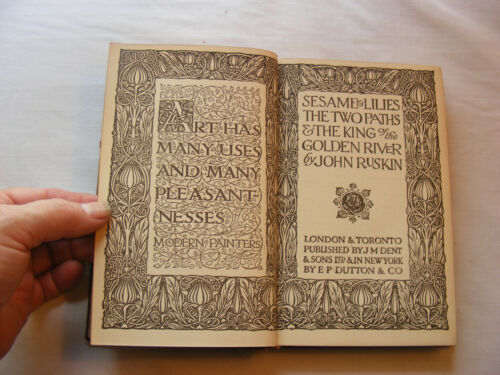 ART HAS
MANY USES
AND MANY
PLEASANT-
NESSES
MODERN PAINTERS
SESAME & LILIES
THE TWO PATHS
& THE KING of the
GOLDEN RIVER
by JOHN RUSKIN
LONDON & TORONTO
PUBLISHED BY J·M·DENT
& SONS LTD & IN NEW YORK
BY E·P·DUTTON & CO